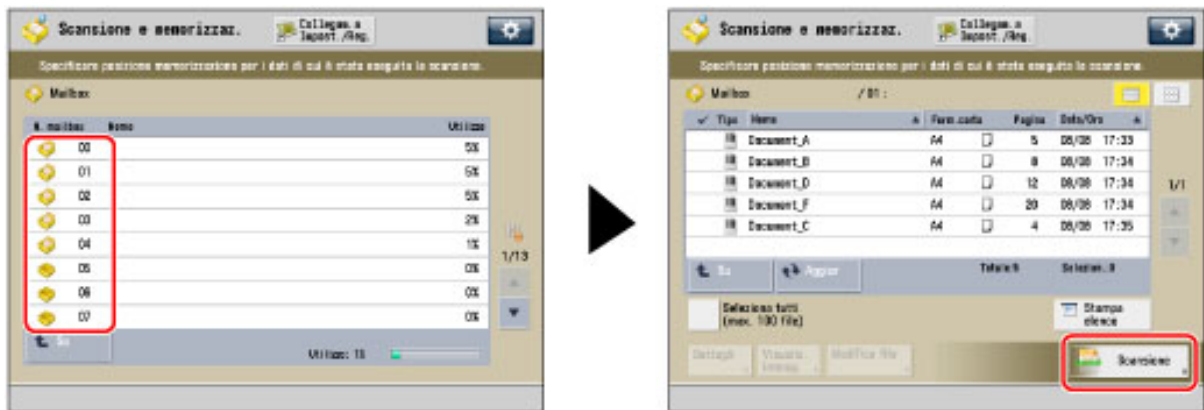 Scansione e memorizzaz.
Collegam. a
Impost./Reg.
Specificare posizione memorizzazione per i dati di cui è stata eseguita la scansione.
Mailbox
N. mailbox Nome Utilizzo
00 5%
01 5%
02 5%
03 2%
04 1%
05 0%
06 0%
07 0%
1/13
Su
Utilizzo: 1%
Scansione e memorizzaz.
Collegam. a
Impost./Reg.
Specificare posizione memorizzazione per i dati di cui è stata eseguita la scansione.
Mailbox /01 :
Tipo Nome Form.carta Pagine Data/Ora
Document_A A4 5 08/08 17:33
Document_B A4 8 08/08 17:34
Document_D A4 12 08/08 17:34
Document_F A4 20 08/08 17:34
Document_C A4 4 08/08 17:35
1/1
Su Aggior Totale:5 Selezion.:0
Seleziona tutti
(max. 100 file)
Stampa
elenco
Dettagli Visualiz. Modifica file
Scansione